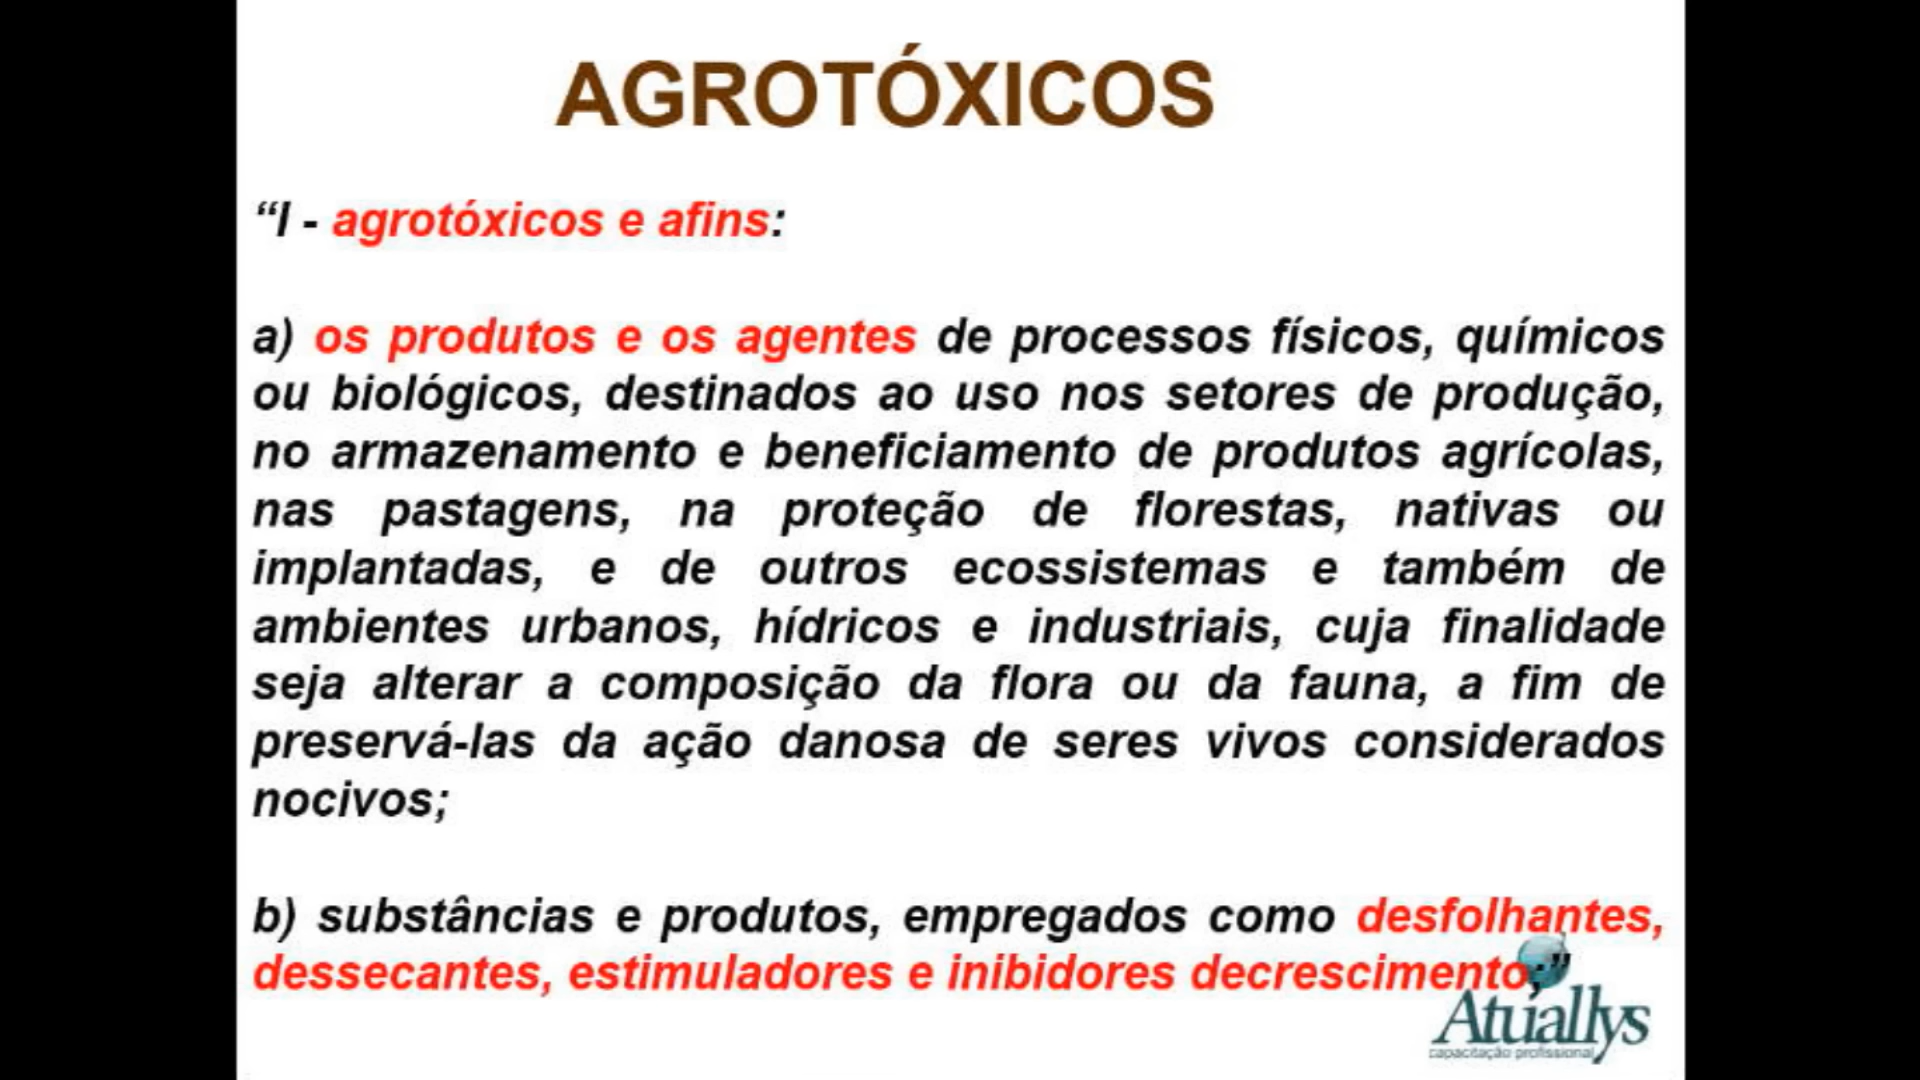 AGROTÓXICOS
“I - agrotóxicos e afins:
a) os produtos e os agentes de processos físicos, químicos
ou biológicos, destinados ao uso nos setores de produção,
no armazenamento e beneficiamento de produtos agrícolas,
nas pastagens, na proteção de florestas, nativas ou
implantadas, e de outros ecossistemas e também de
ambientes urbanos, hídricos e industriais, cuja finalidade
seja alterar a composição da flora ou da fauna, a fim de
preservá-las da ação danosa de seres vivos considerados
nocivos;
b) substâncias e produtos, empregados como desfolhantes,
dessecantes, estimuladores e inibidores decrescimento;”
Atuallys
capacitação profissional